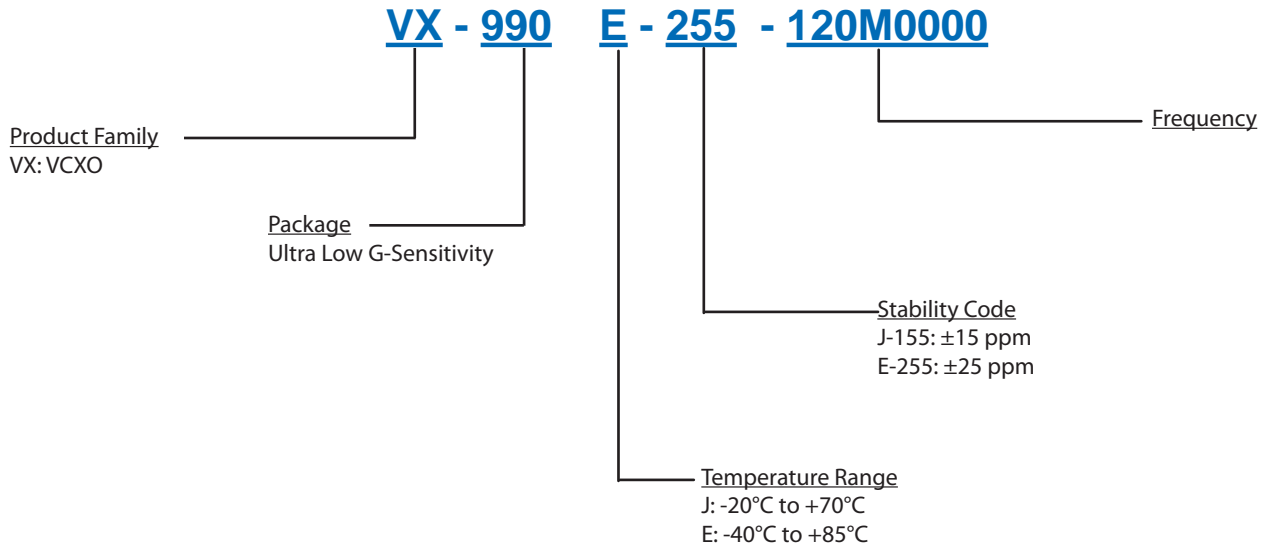 VX - 990 E - 255 - 120M0000
Product Family
VX: VCXO
Frequency
Package
Ultra Low G-Sensitivity
Stability Code
J-155: ±15 ppm
E-255: ±25 ppm
Temperature Range
J: -20°C to +70°C
E: -40°C to +85°C